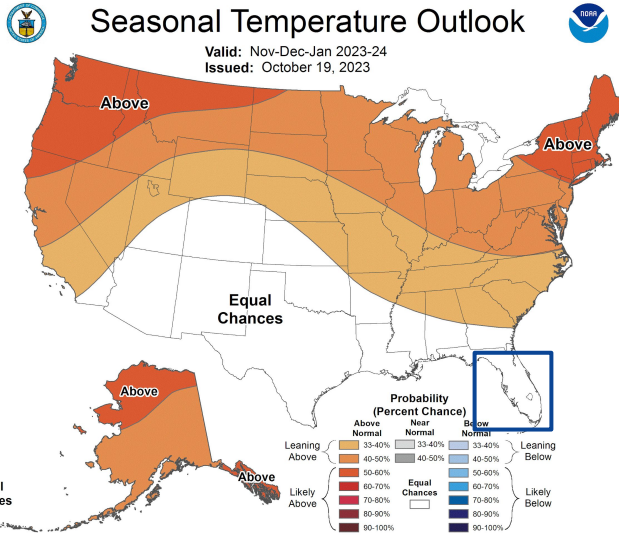 Seasonal Temperature Outlook
NOAA
Valid: Nov-Dec-Jan 2023-24
Issued: October 19, 2023
Above
Above
Equal
Chances
Above
Above
l
es
Probability
(Percent Chance)
Above
Normal
Near
Normal
Below
Normal
Leaning
Above
33-40%
40-50%
33-40%
40-50%
33-40%
40-50%
Leaning
Below
Likely
Above
50-60%
60-70%
70-80%
80-90%
90-100%
Equal
Chances
50-60%
60-70%
70-80%
80-90%
90-100%
Likely
Below